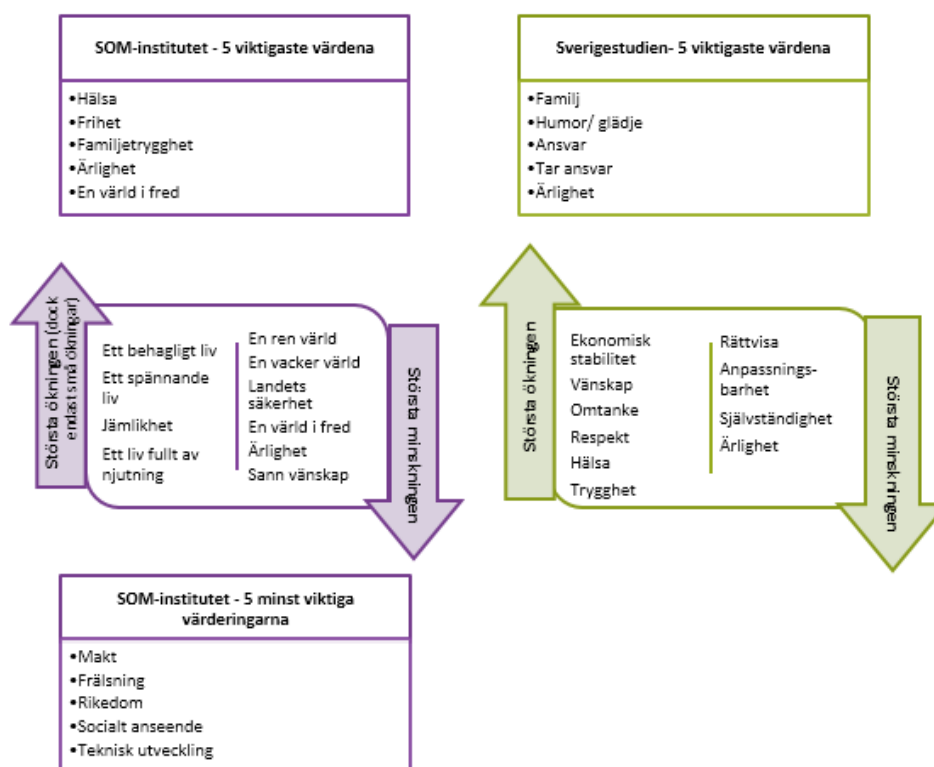 SOM-institutet - 5 viktigaste värdena
•Hälsa
•Frihet
•Familjetrygghet
•Ärlighet
•En värld i fred
Sverigestudien- 5 viktigaste värdena
•Familj
•Humor/ glädje
•Ansvar
•Tar ansvar
•Ärlighet
Största ökningen (dock
endast små ökningar)
Ett behagligt liv
Ett spännande
liv
Jämlikhet
Ett liv fullt av
njutning
En ren värld
En vacker värld
Landets
säkerhet
En värld i fred
Ärlighet
Sann vänskap
Största minskningen
Största ökningen
Ekonomisk
stabilitet
Vänskap
Omtanke
Respekt
Hälsa
Trygghet
Rättvisa
Anpassnings-
barhet
Självständighet
Ärlighet
Största minskningen
SOM-institutet - 5 minst viktiga
värderingarna
•Makt
•Frälsning
•Rikedom
•Socialt anseende
•Teknisk utveckling